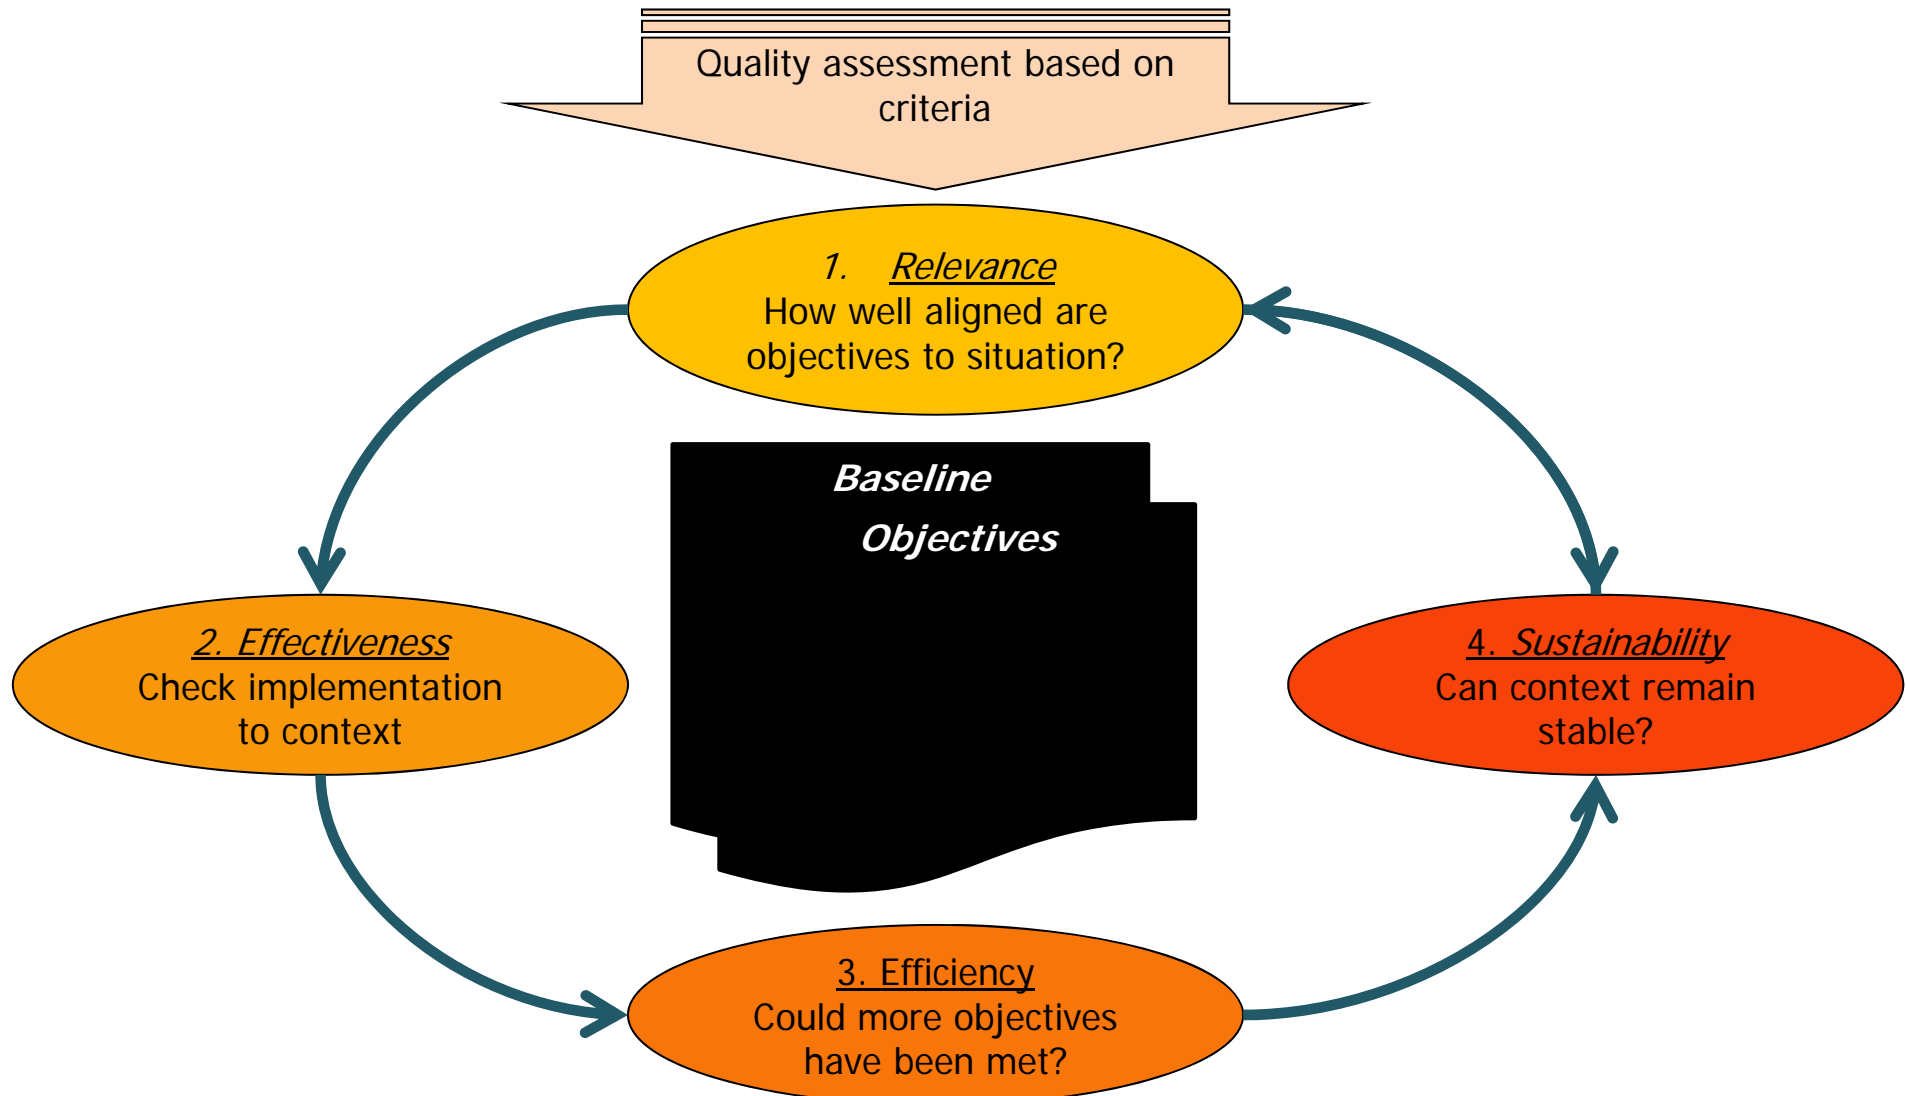 Quality assessment based on
criteria
1. Relevance
How well aligned are
objectives to situation?
Baseline
Objectives
2. Effectiveness
Check implementation
to context
4. Sustainability
Can context remain
stable?
3. Efficiency
Could more objectives
have been met?